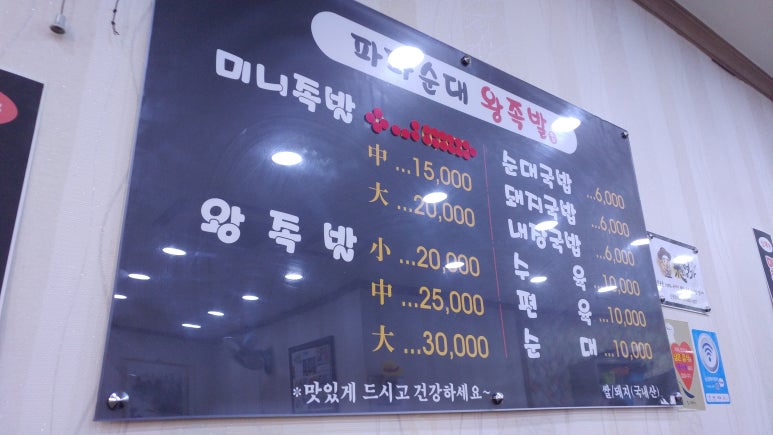 순대 왕족발
미니족발
中 ...15,000
大 ...20,000
왕족발
小 ...20,000
中 ...25,000
大 ...30,000
순대국밥 ...6,000
돼지국밥 ...6,000
내장국밥 ...6,000
수육 ...10,000
편육 ...10,000
순대 ...10,000
*맛있게 드시고 건강하세요~
쌀/돼지(국내산)